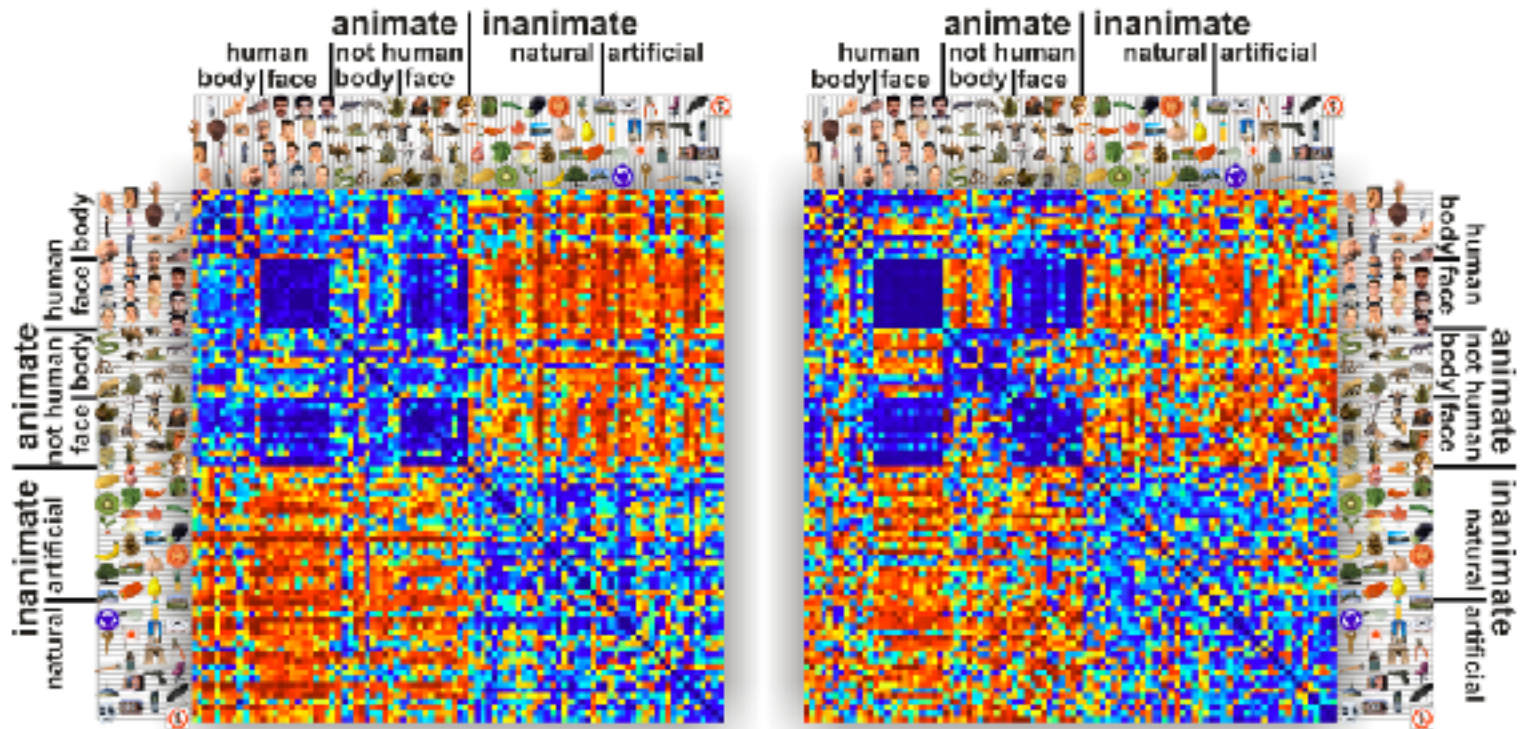 animate | inanimate
human | not human natural | artificial
body | face body | face
animate | inanimate
human | not human natural | artificial
body | face body | face
animate
human | not human
body | face body | face
inanimate
artificial
natural
human
body | face
animate
not human
body | face
inanimate
natural
artificial